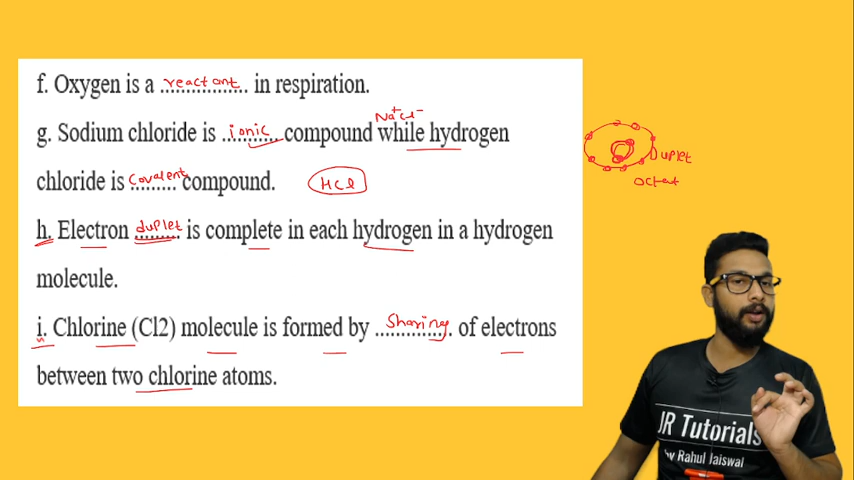 f. Oxygen is a ..reactant.. in respiration.
Na+Cl-
g. Sodium chloride is ..ionic.. compound while hydrogen
chloride is ..covalent.. compound.
HCl
h. Electron ..duplet.. is complete in each hydrogen in a hydrogen
molecule.
i. Chlorine (Cl2) molecule is formed by ..Sharing.. of electrons
between two chlorine atoms.
Duplet
octet
JR Tutorials
by Rahul Jaiswal